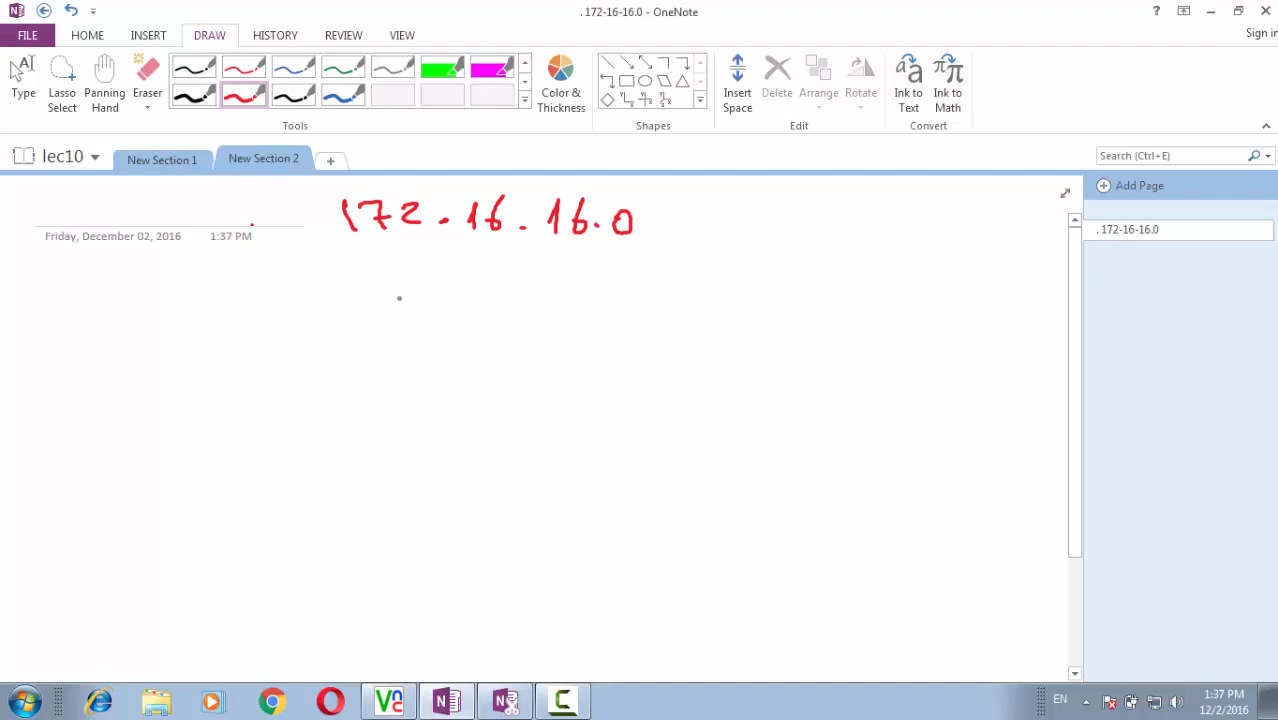 . 172-16-16.0 - OneNote
? 
FILE HOME INSERT DRAW HISTORY REVIEW VIEW
Sign in
Type Lasso Select Panning Hand Eraser
Color & Thickness
Insert Space Delete Arrange Rotate
Ink to Text Ink to Math
Tools Shapes Edit Convert
lec10 New Section 1 New Section 2 +
Search (Ctrl+E)
Add Page
. 172-16-16.0
172.16.16.0
Friday, December 02, 2016 1:37 PM
EN
1:37 PM
12/2/2016